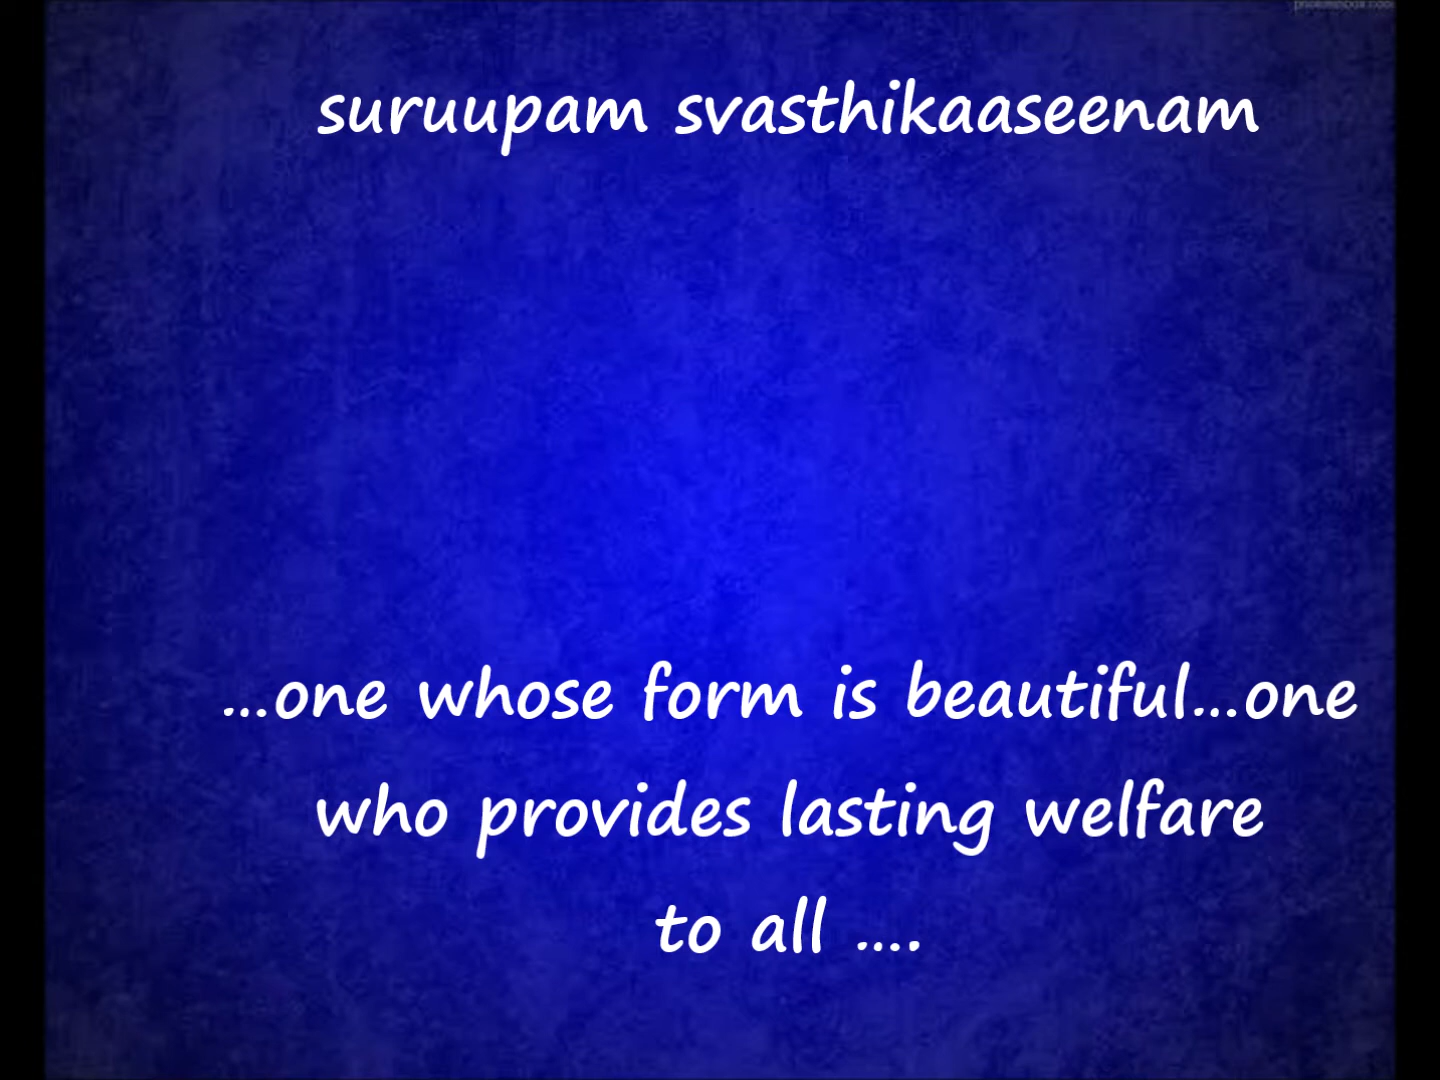 suruupam svasthikaaseenam
...one whose form is beautiful...one
who provides lasting welfare
to all ....